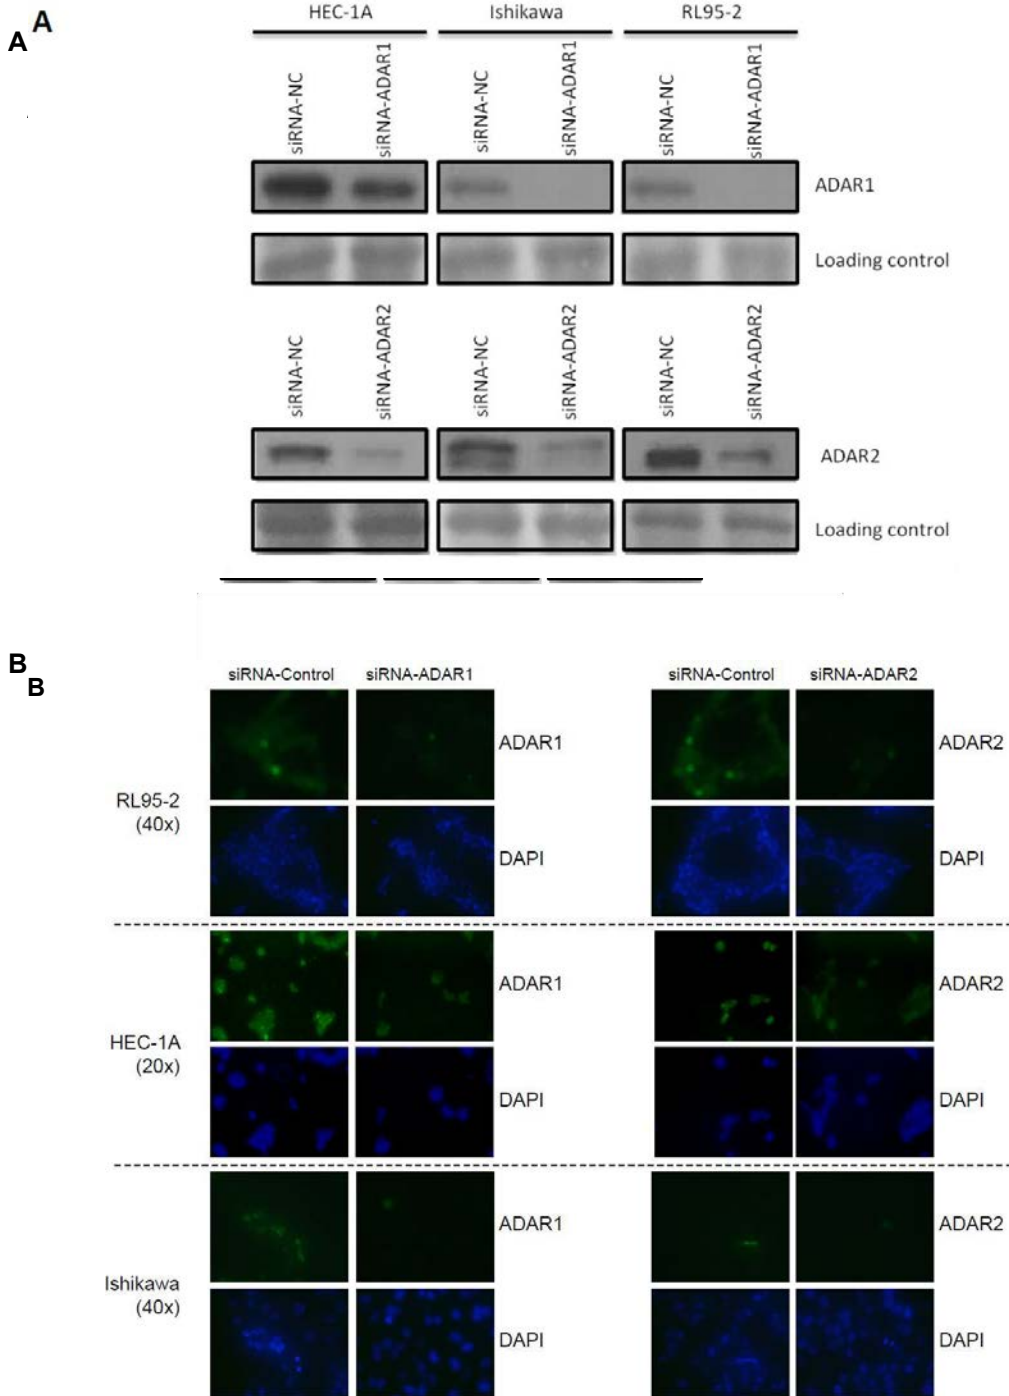 A
A
HEC-1A
Ishikawa
RL95-2
siRNA-NC
siRNA-ADAR1
siRNA-NC
siRNA-ADAR1
siRNA-NC
siRNA-ADAR1
ADAR1
Loading control
siRNA-NC
siRNA-ADAR2
siRNA-NC
siRNA-ADAR2
siRNA-NC
siRNA-ADAR2
ADAR2
Loading control
B
B
siRNA-Control
siRNA-ADAR1
siRNA-Control
siRNA-ADAR2
RL95-2
(40x)
ADAR1
ADAR2
DAPI
DAPI
HEC-1A
(20x)
ADAR1
ADAR2
DAPI
DAPI
Ishikawa
(40x)
ADAR1
ADAR2
DAPI
DAPI